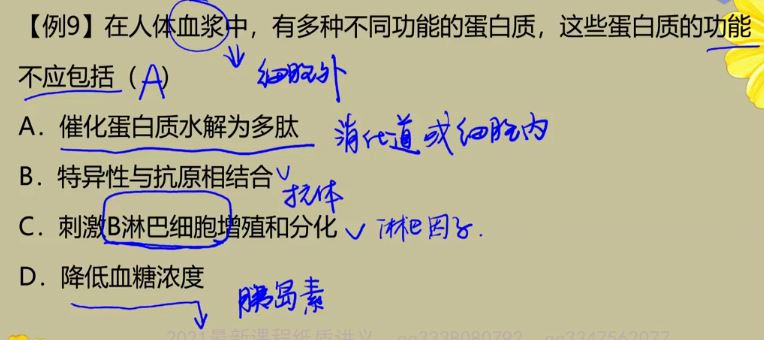 【例9】在人体血浆中，有多种不同功能的蛋白质，这些蛋白质的功能
不应包括（A）
细胞外
A．催化蛋白质水解为多肽 消化道或细胞内
B．特异性与抗原相结合 抗体
C．刺激B淋巴细胞增殖和分化 淋巴因子.
D．降低血糖浓度 胰岛素